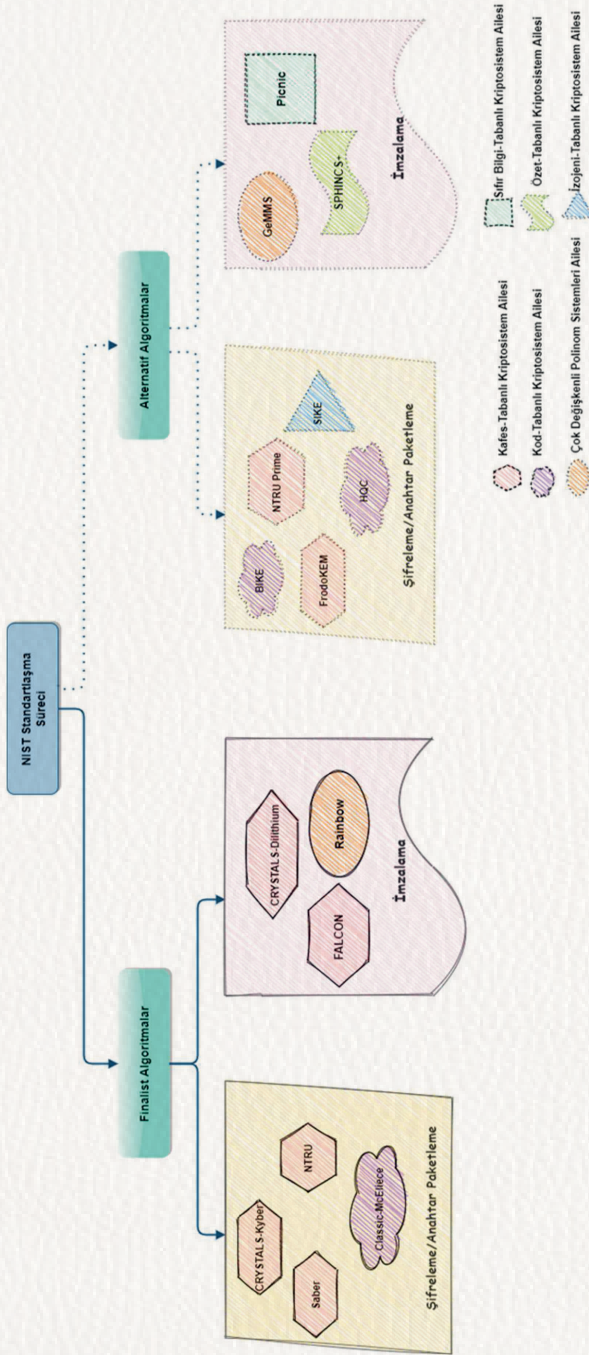 NIST Standartlaşma
Süreci
Finalist Algoritmalar
Alternatif Algoritmalar
CRYSTALS-Kyber
Saber
NTRU
Classic-McEliece
Şifreleme/Anahtar Paketleme
CRYSTALS-Dilithium
FALCON
Rainbow
İmzalama
BIKE
NTRU Prime
SIKE
FrodoKEM
HQC
Şifreleme/Anahtar Paketleme
GeMMS
Picnic
SPHINCS+
İmzalama
Kafes-Tabanlı Kriptosistem Ailesi
Sıfır Bilgi-Tabanlı Kriptosistem Ailesi
Kod-Tabanlı Kriptosistem Ailesi
Özet-Tabanlı Kriptosistem Ailesi
Çok Değişkenli Polinom Sistemleri Ailesi
İzojeni-Tabanlı Kriptosistem Ailesi